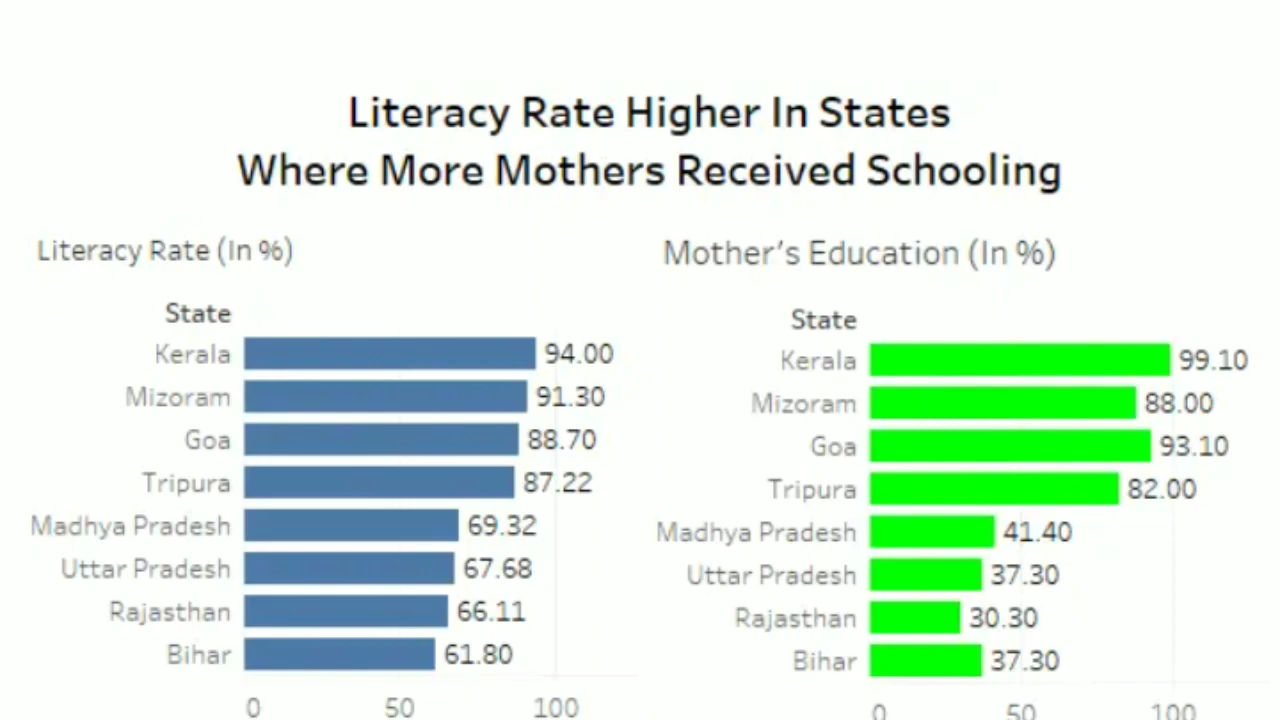 Literacy Rate Higher In States
Where More Mothers Received Schooling
Literacy Rate (In %)
State
Kerala 94.00
Mizoram 91.30
Goa 88.70
Tripura 87.22
Madhya Pradesh 69.32
Uttar Pradesh 67.68
Rajasthan 66.11
Bihar 61.80
0 50 100
Mother's Education (In %)
State
Kerala 99.10
Mizoram 88.00
Goa 93.10
Tripura 82.00
Madhya Pradesh 41.40
Uttar Pradesh 37.30
Rajasthan 30.30
Bihar 37.30
0 50 100